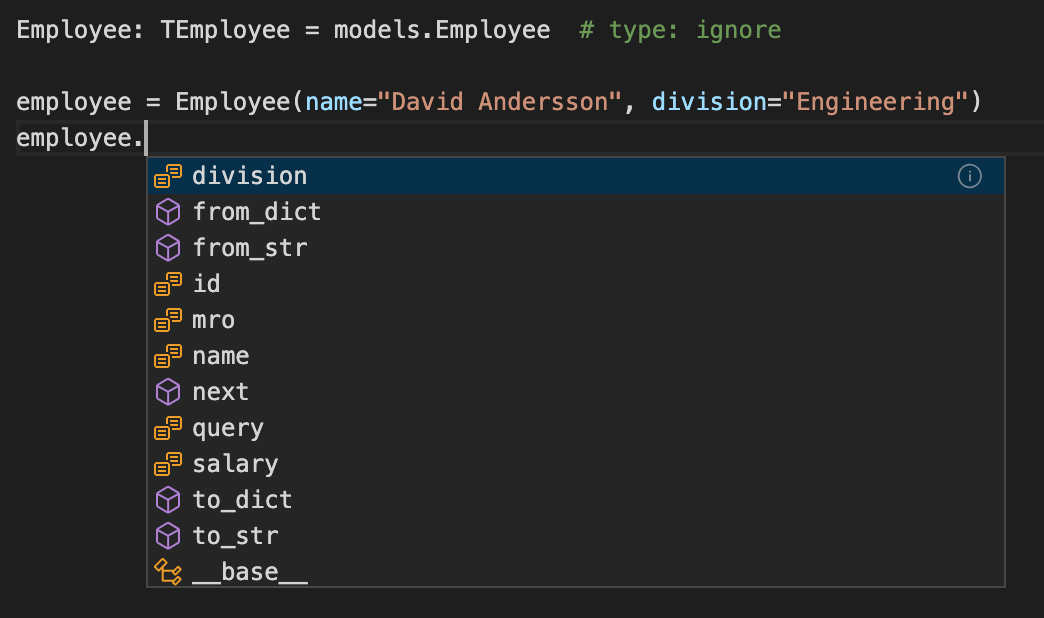 Employee: TEmployee = models.Employee  # type: ignore
employee = Employee(name="David Andersson", division="Engineering")
employee.
division
from_dict
from_str
id
mro
name
next
query
salary
to_dict
to_str
__base__